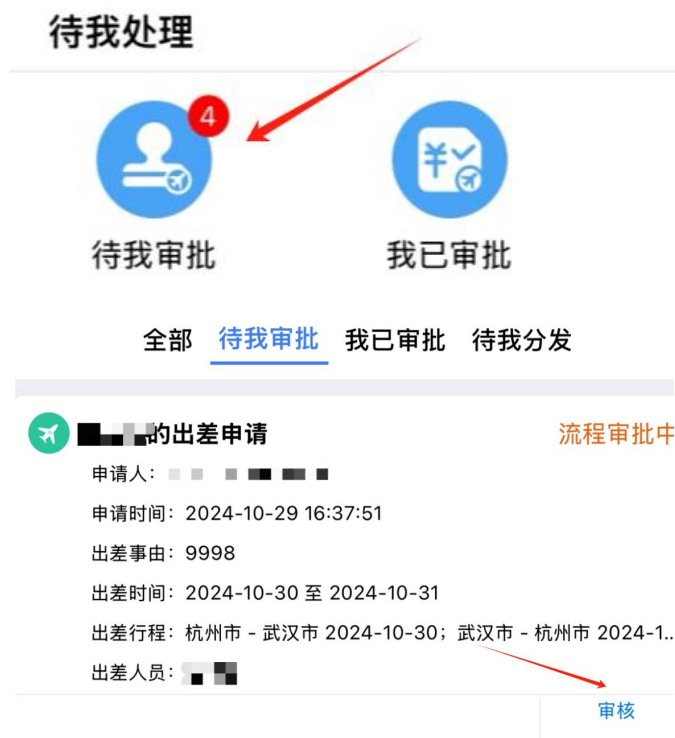 待我处理
4
待我审批 我已审批
全部 待我审批 我已审批 待我分发
的出差申请 流程审批中
申请人：
申请时间：2024-10-29 16:37:51
出差事由：9998
出差时间：2024-10-30 至 2024-10-31
出差行程：杭州市 - 武汉市 2024-10-30；武汉市 - 杭州市 2024-1...
出差人员：
审核